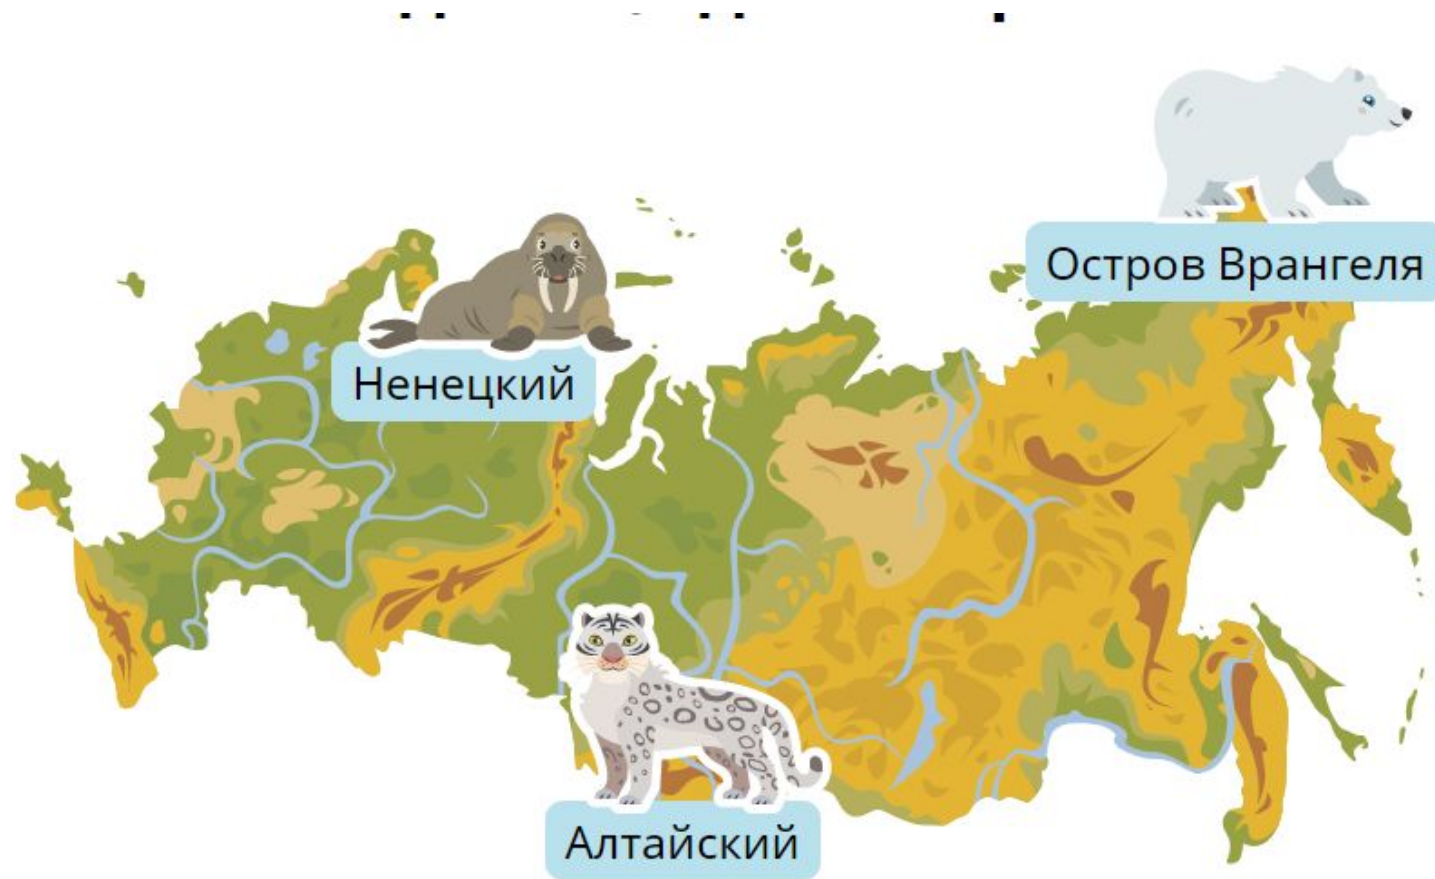 Остров Врангеля
Ненецкий
Алтайский